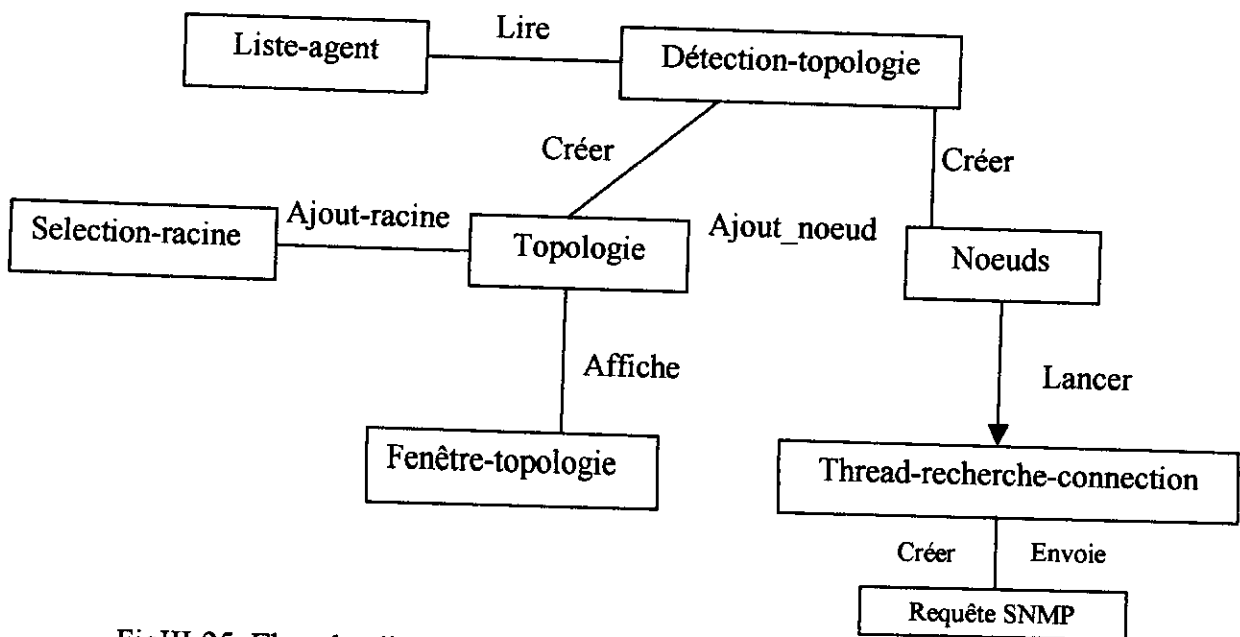 Liste-agent
Lire
Détection-topologie
Créer
Créer
Selection-racine
Ajout-racine
Topologie
Ajout_noeud
Noeuds
Affiche
Lancer
Fenêtre-topologie
Thread-recherche-connection
Créer
Envoie
Requête SNMP